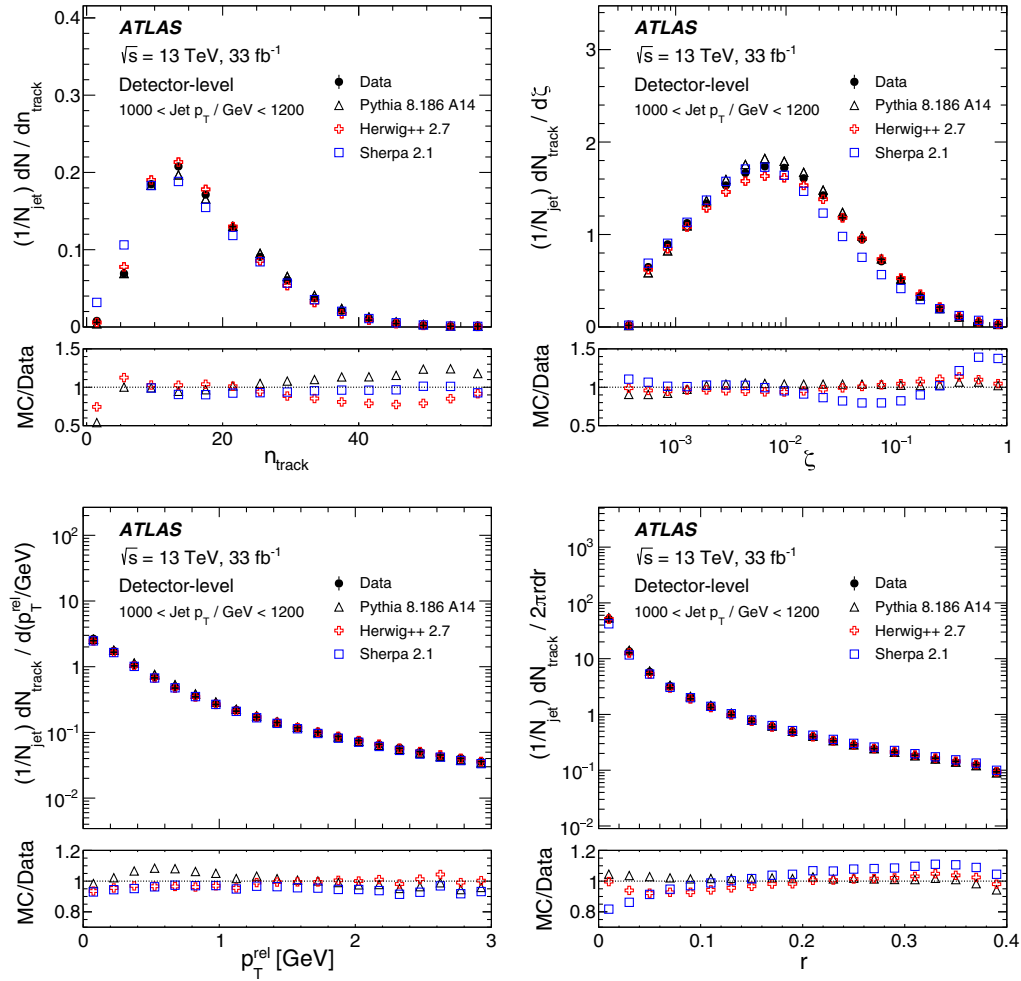 ATLAS
√s = 13 TeV, 33 fb⁻¹
Detector-level
1000 < Jet p_T / GeV < 1200
Data
Pythia 8.186 A14
Herwig++ 2.7
Sherpa 2.1
(1/N_jet) dN / dn_track
0.4
0.2
0
MC/Data
1.5
1
0.5
0 20 40
n_track
ATLAS
√s = 13 TeV, 33 fb⁻¹
Detector-level
1000 < Jet p_T / GeV < 1200
Data
Pythia 8.186 A14
Herwig++ 2.7
Sherpa 2.1
(1/N_jet) dN_track / dζ
3
2
1
0
MC/Data
1.5
1
0.5
10⁻³ 10⁻² 10⁻¹ 1
ζ
ATLAS
√s = 13 TeV, 33 fb⁻¹
Detector-level
1000 < Jet p_T / GeV < 1200
Data
Pythia 8.186 A14
Herwig++ 2.7
Sherpa 2.1
(1/N_jet) dN_track / d(p_T^rel/GeV)
10²
10
1
10⁻¹
10⁻²
MC/Data
1.2
1
0.8
0 1 2 3
p_T^rel [GeV]
ATLAS
√s = 13 TeV, 33 fb⁻¹
Detector-level
1000 < Jet p_T / GeV < 1200
Data
Pythia 8.186 A14
Herwig++ 2.7
Sherpa 2.1
(1/N_jet) dN_track / 2πrdr
10³
10²
10
1
10⁻¹
10⁻²
MC/Data
1.2
1
0.8
0 0.1 0.2 0.3 0.4
r